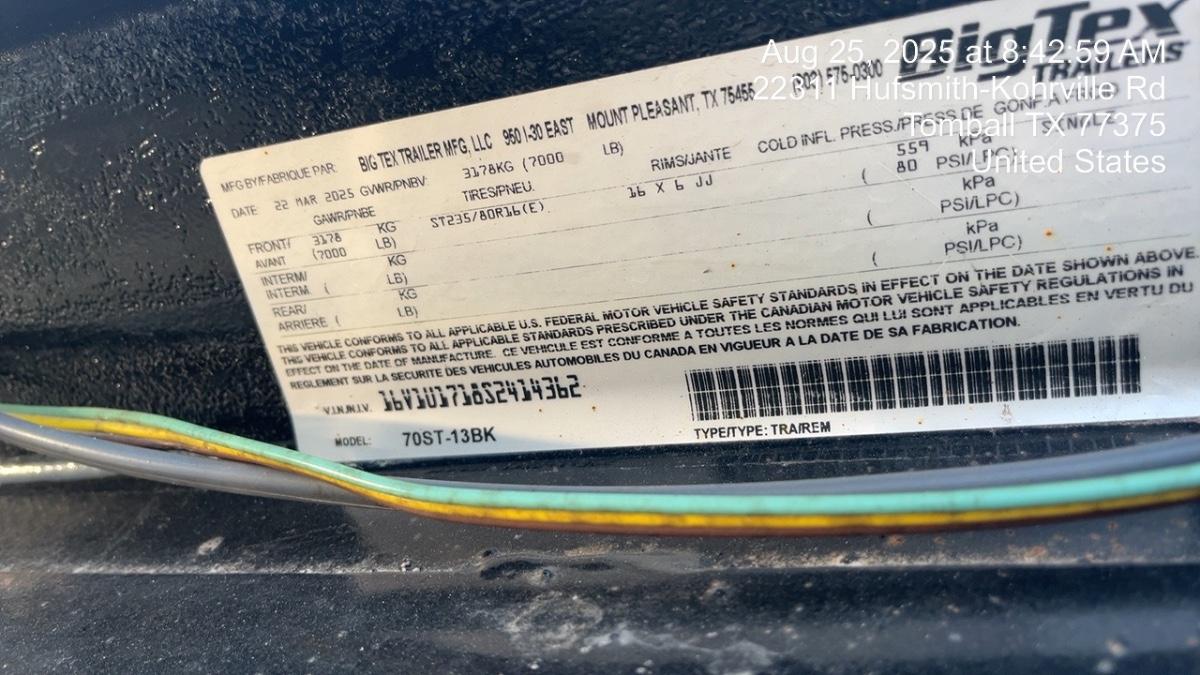 Aug 25, 2025 at 8:42:59 AM
22311 Hufsmith-Kohrville Rd
Tomball TX 77375
United States
BigTex
TRAILERS
MFG BY/FABRIQUE PAR: BIG TEX TRAILER MFG, LLC 950 I-30 EAST MOUNT PLEASANT, TX 75455 (903) 575-0300
DATE 22 MAR 2025 GVWR/PNBV: 3178KG (7000 LB)
GAWR/PNBE TIRES/PNEU. RIMS/JANTE COLD INFL. PRESS/PRESS DE GONF.A
FRONT/ 3178 KG ST235/80R16(E) 16 X 6 JJ 559 kPa
AVANT (7000 LB) ( 80 PSI/LPC)
INTERM/ KG kPa
INTERM. ( LB) ( PSI/LPC)
REAR/ KG kPa
ARRIERE ( LB) ( PSI/LPC)
THIS VEHICLE CONFORMS TO ALL APPLICABLE U.S. FEDERAL MOTOR VEHICLE SAFETY STANDARDS IN EFFECT ON THE DATE SHOWN ABOVE.
THIS VEHICLE CONFORMS TO ALL APPLICABLE STANDARDS PRESCRIBED UNDER THE CANADIAN MOTOR VEHICLE SAFETY REGULATIONS IN
EFFECT ON THE DATE OF MANUFACTURE. CE VEHICULE EST CONFORME A TOUTES LES NORMES QUI LUI SONT APPLICABLES EN VERTU DU
REGLEMENT SUR LA SECURITE DES VEHICULES AUTOMOBILES DU CANADA EN VIGUEUR A LA DATE DE SA FABRICATION.
V.I.N./N.I.V. 16V1U1718S2414362
MODEL: 70ST-13BK TYPE/TYPE: TRA/REM